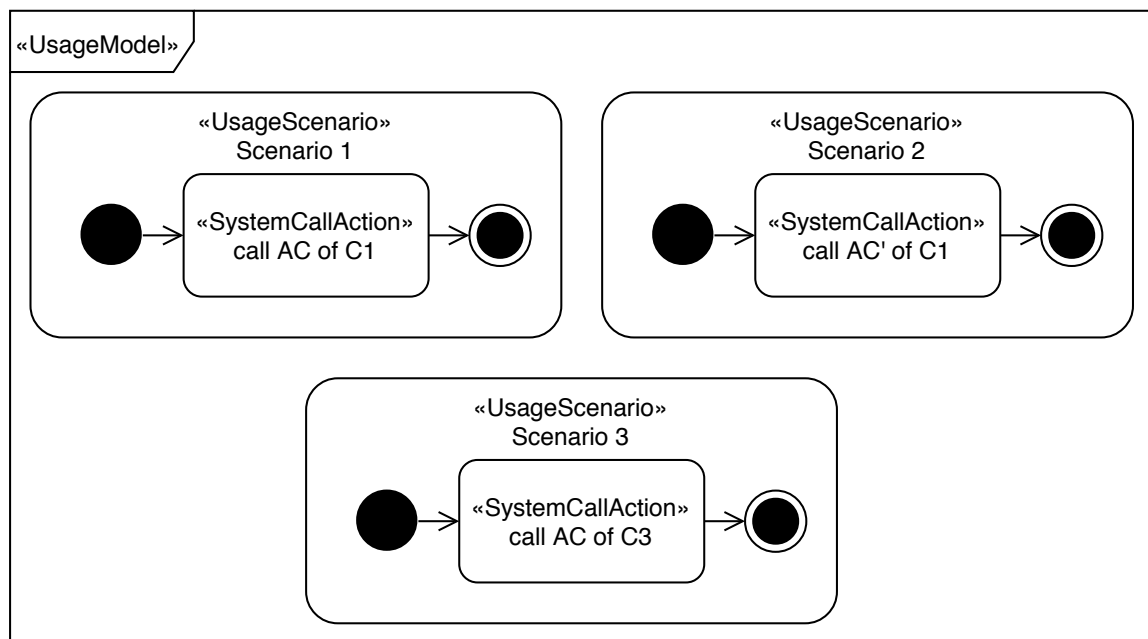 «UsageModel»
«UsageScenario»
Scenario 1
«SystemCallAction»
call AC of C1
«UsageScenario»
Scenario 2
«SystemCallAction»
call AC' of C1
«UsageScenario»
Scenario 3
«SystemCallAction»
call AC of C3